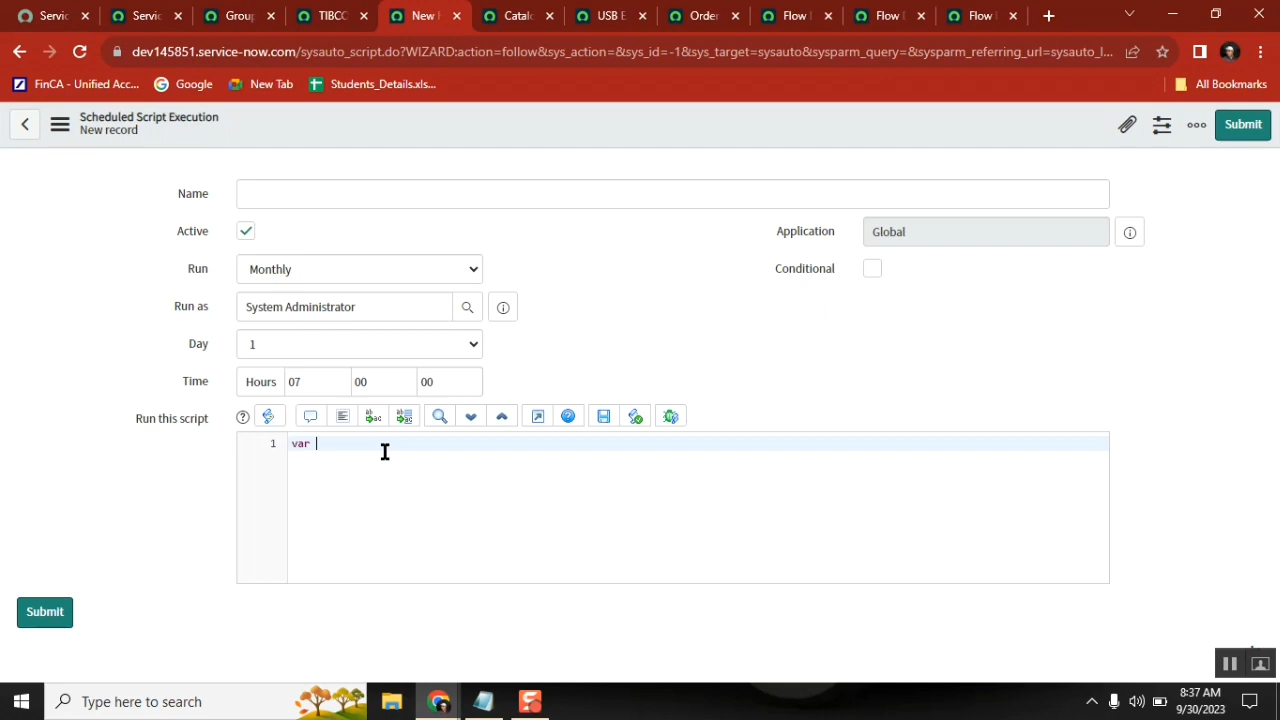 Servic
Servic
Group
TIBCO
New
Catalo
USB E
Order
Flow
Flow
Flow
dev145851.service-now.com/sysauto_script.do?WIZARD:action=follow&sys_action=&sys_id=-1&sys_target=sysauto&sysparm_query=&sysparm_referring_url=sysauto_l...
FinCA - Unified Acc...
Google
New Tab
Students_Details.xls...
All Bookmarks
Scheduled Script Execution
New record
Submit
Name
Active
Application
Global
Run
Monthly
Conditional
Run as
System Administrator
Day
1
Time
Hours
07
00
00
Run this script
1
var
Submit
Type here to search
8:37 AM
9/30/2023